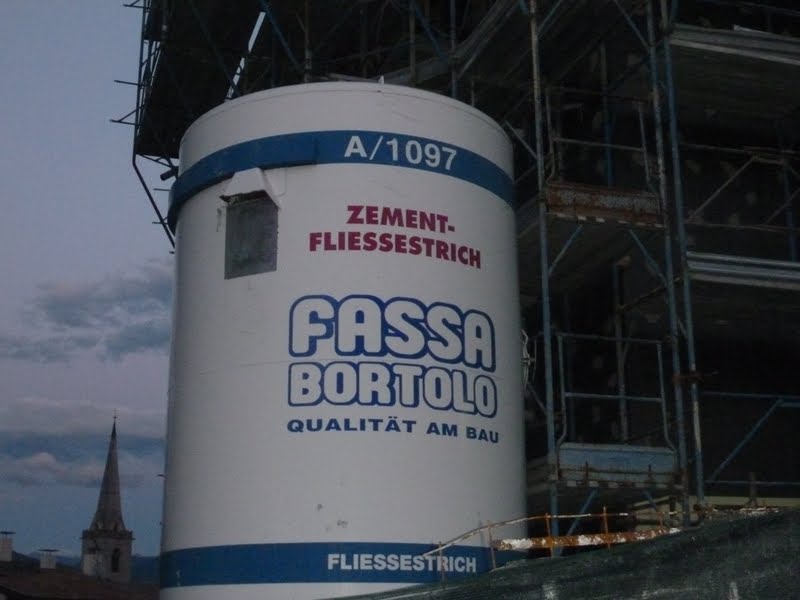 A/1097
ZEMENT-
FLIESSESTRICH
FASSA
BORTOLO
QUALITÄT AM BAU
FLIESSESTRICH